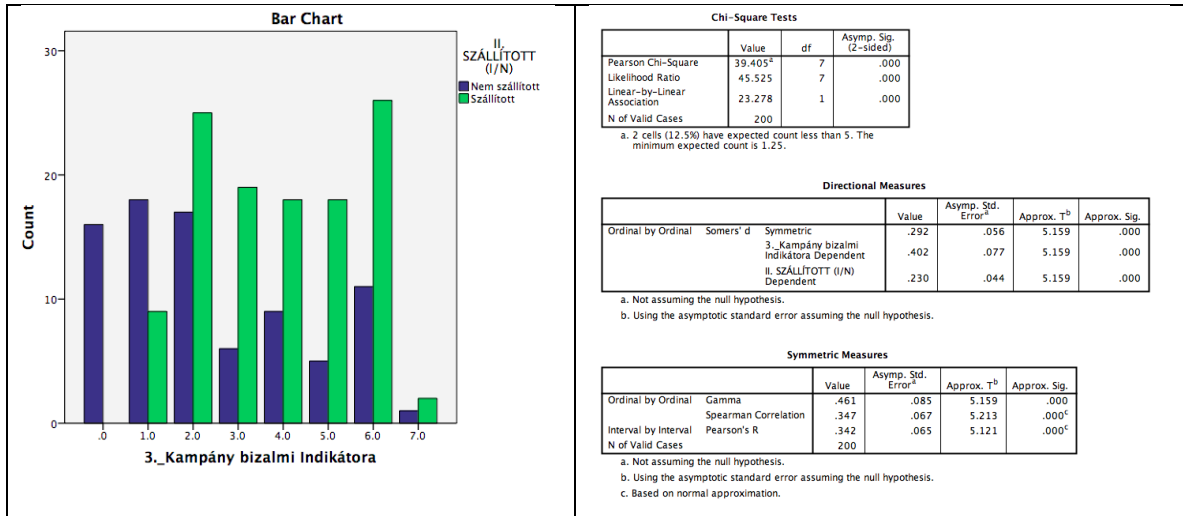 Bar Chart
II.
SZÁLLÍTOTT
(I/N)
Nem szállított
Szállított
Count
30
20
10
0
.0 1.0 2.0 3.0 4.0 5.0 6.0 7.0
3._Kampány bizalmi Indikátora
Chi-Square Tests
Value df Asymp. Sig. (2-sided)
Pearson Chi-Square 39.405a 7 .000
Likelihood Ratio 45.525 7 .000
Linear-by-Linear
Association 23.278 1 .000
N of Valid Cases 200
a. 2 cells (12.5%) have expected count less than 5. The
minimum expected count is 1.25.
Directional Measures
Value Asymp. Std. Errora Approx. Tb Approx. Sig.
Ordinal by Ordinal Somers' d Symmetric .292 .056 5.159 .000
3._Kampány bizalmi
Indikátora Dependent .402 .077 5.159 .000
II. SZÁLLÍTOTT (I/N)
Dependent .230 .044 5.159 .000
a. Not assuming the null hypothesis.
b. Using the asymptotic standard error assuming the null hypothesis.
Symmetric Measures
Value Asymp. Std. Errora Approx. Tb Approx. Sig.
Ordinal by Ordinal Gamma .461 .085 5.159 .000
Spearman Correlation .347 .067 5.213 .000c
Interval by Interval Pearson's R .342 .065 5.121 .000c
N of Valid Cases 200
a. Not assuming the null hypothesis.
b. Using the asymptotic standard error assuming the null hypothesis.
c. Based on normal approximation.